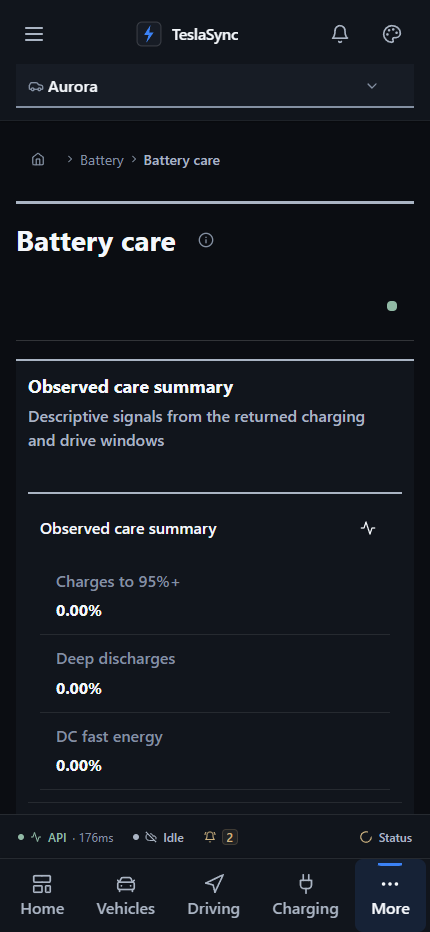 TeslaSync
Aurora
Battery
Battery care
Battery care
Observed care summary
Descriptive signals from the returned charging
and drive windows
Observed care summary
Charges to 95%+
0.00%
Deep discharges
0.00%
DC fast energy
0.00%
API · 176ms
Idle
2
Status
Home
Vehicles
Driving
Charging
More